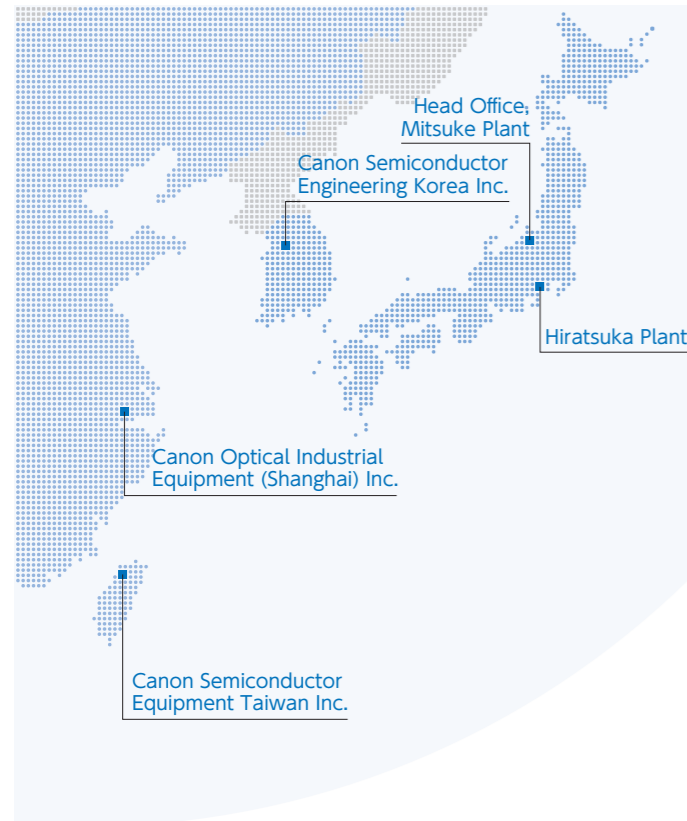 Head Office,
Mitsuke Plant
Canon Semiconductor
Engineering Korea Inc.
Hiratsuka Plant
Canon Optical Industrial
Equipment (Shanghai) Inc.
Canon Semiconductor
Equipment Taiwan Inc.